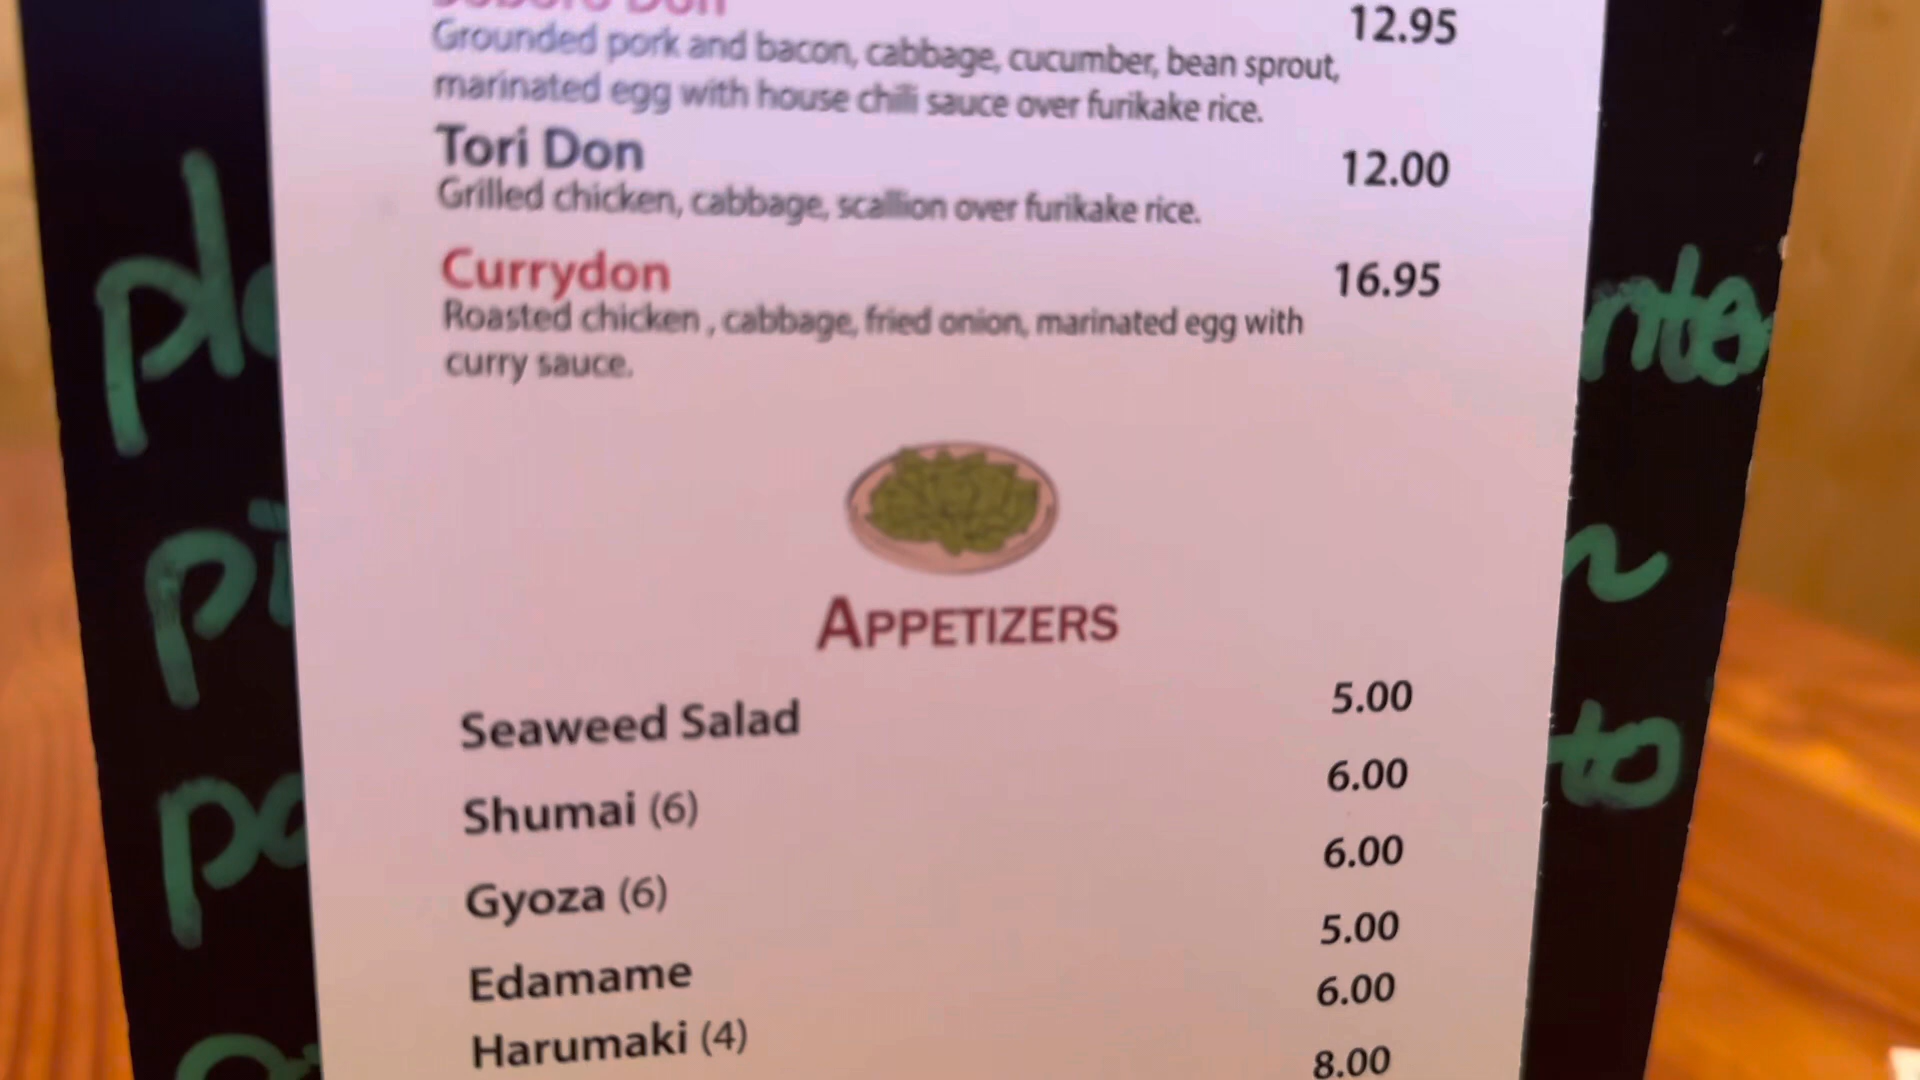 Soboro Don 12.95
Grounded pork and bacon, cabbage, cucumber, bean sprout,
marinated egg with house chili sauce over furikake rice.
Tori Don 12.00
Grilled chicken, cabbage, scallion over furikake rice.
Currydon 16.95
Roasted chicken , cabbage, fried onion, marinated egg with
curry sauce.
APPETIZERS
Seaweed Salad 5.00
Shumai (6) 6.00
Gyoza (6) 6.00
Edamame 5.00
Harumaki (4) 6.00
8.00
to